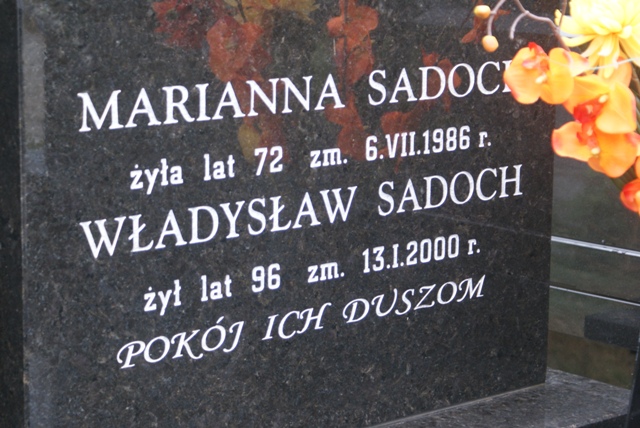 MARIANNA SADOCH
żyła lat 72 zm. 6.VII.1986 r.
WŁADYSŁAW SADOCH
żył lat 96 zm. 13.I.2000 r.
POKÓJ ICH DUSZOM